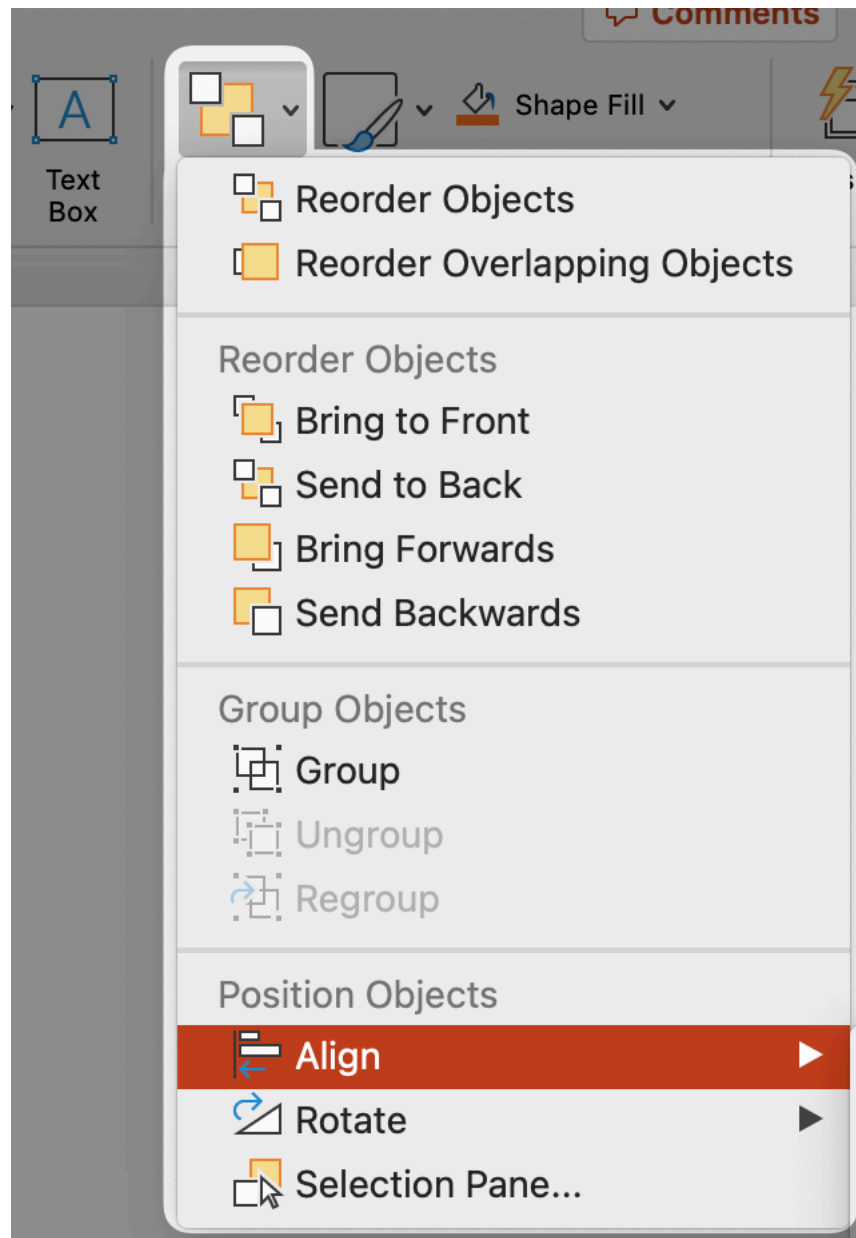 Comments
A
Text
Box
Shape Fill
Reorder Objects
Reorder Overlapping Objects
Reorder Objects
Bring to Front
Send to Back
Bring Forwards
Send Backwards
Group Objects
Group
Ungroup
Regroup
Position Objects
Align
Rotate
Selection Pane...